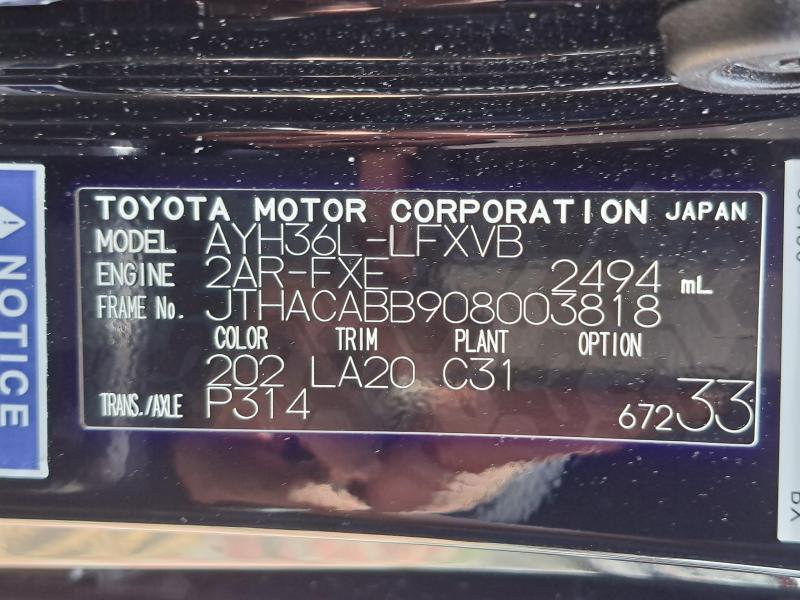 TOYOTA MOTOR CORPORATION JAPAN
MODEL AYH36L-LFXVB
ENGINE 2AR-FXE 2494 mL
FRAME No. JTHACABB908003818
COLOR TRIM PLANT OPTION
202 LA20 C31
TRANS./AXLE P314
67233
NOTICE